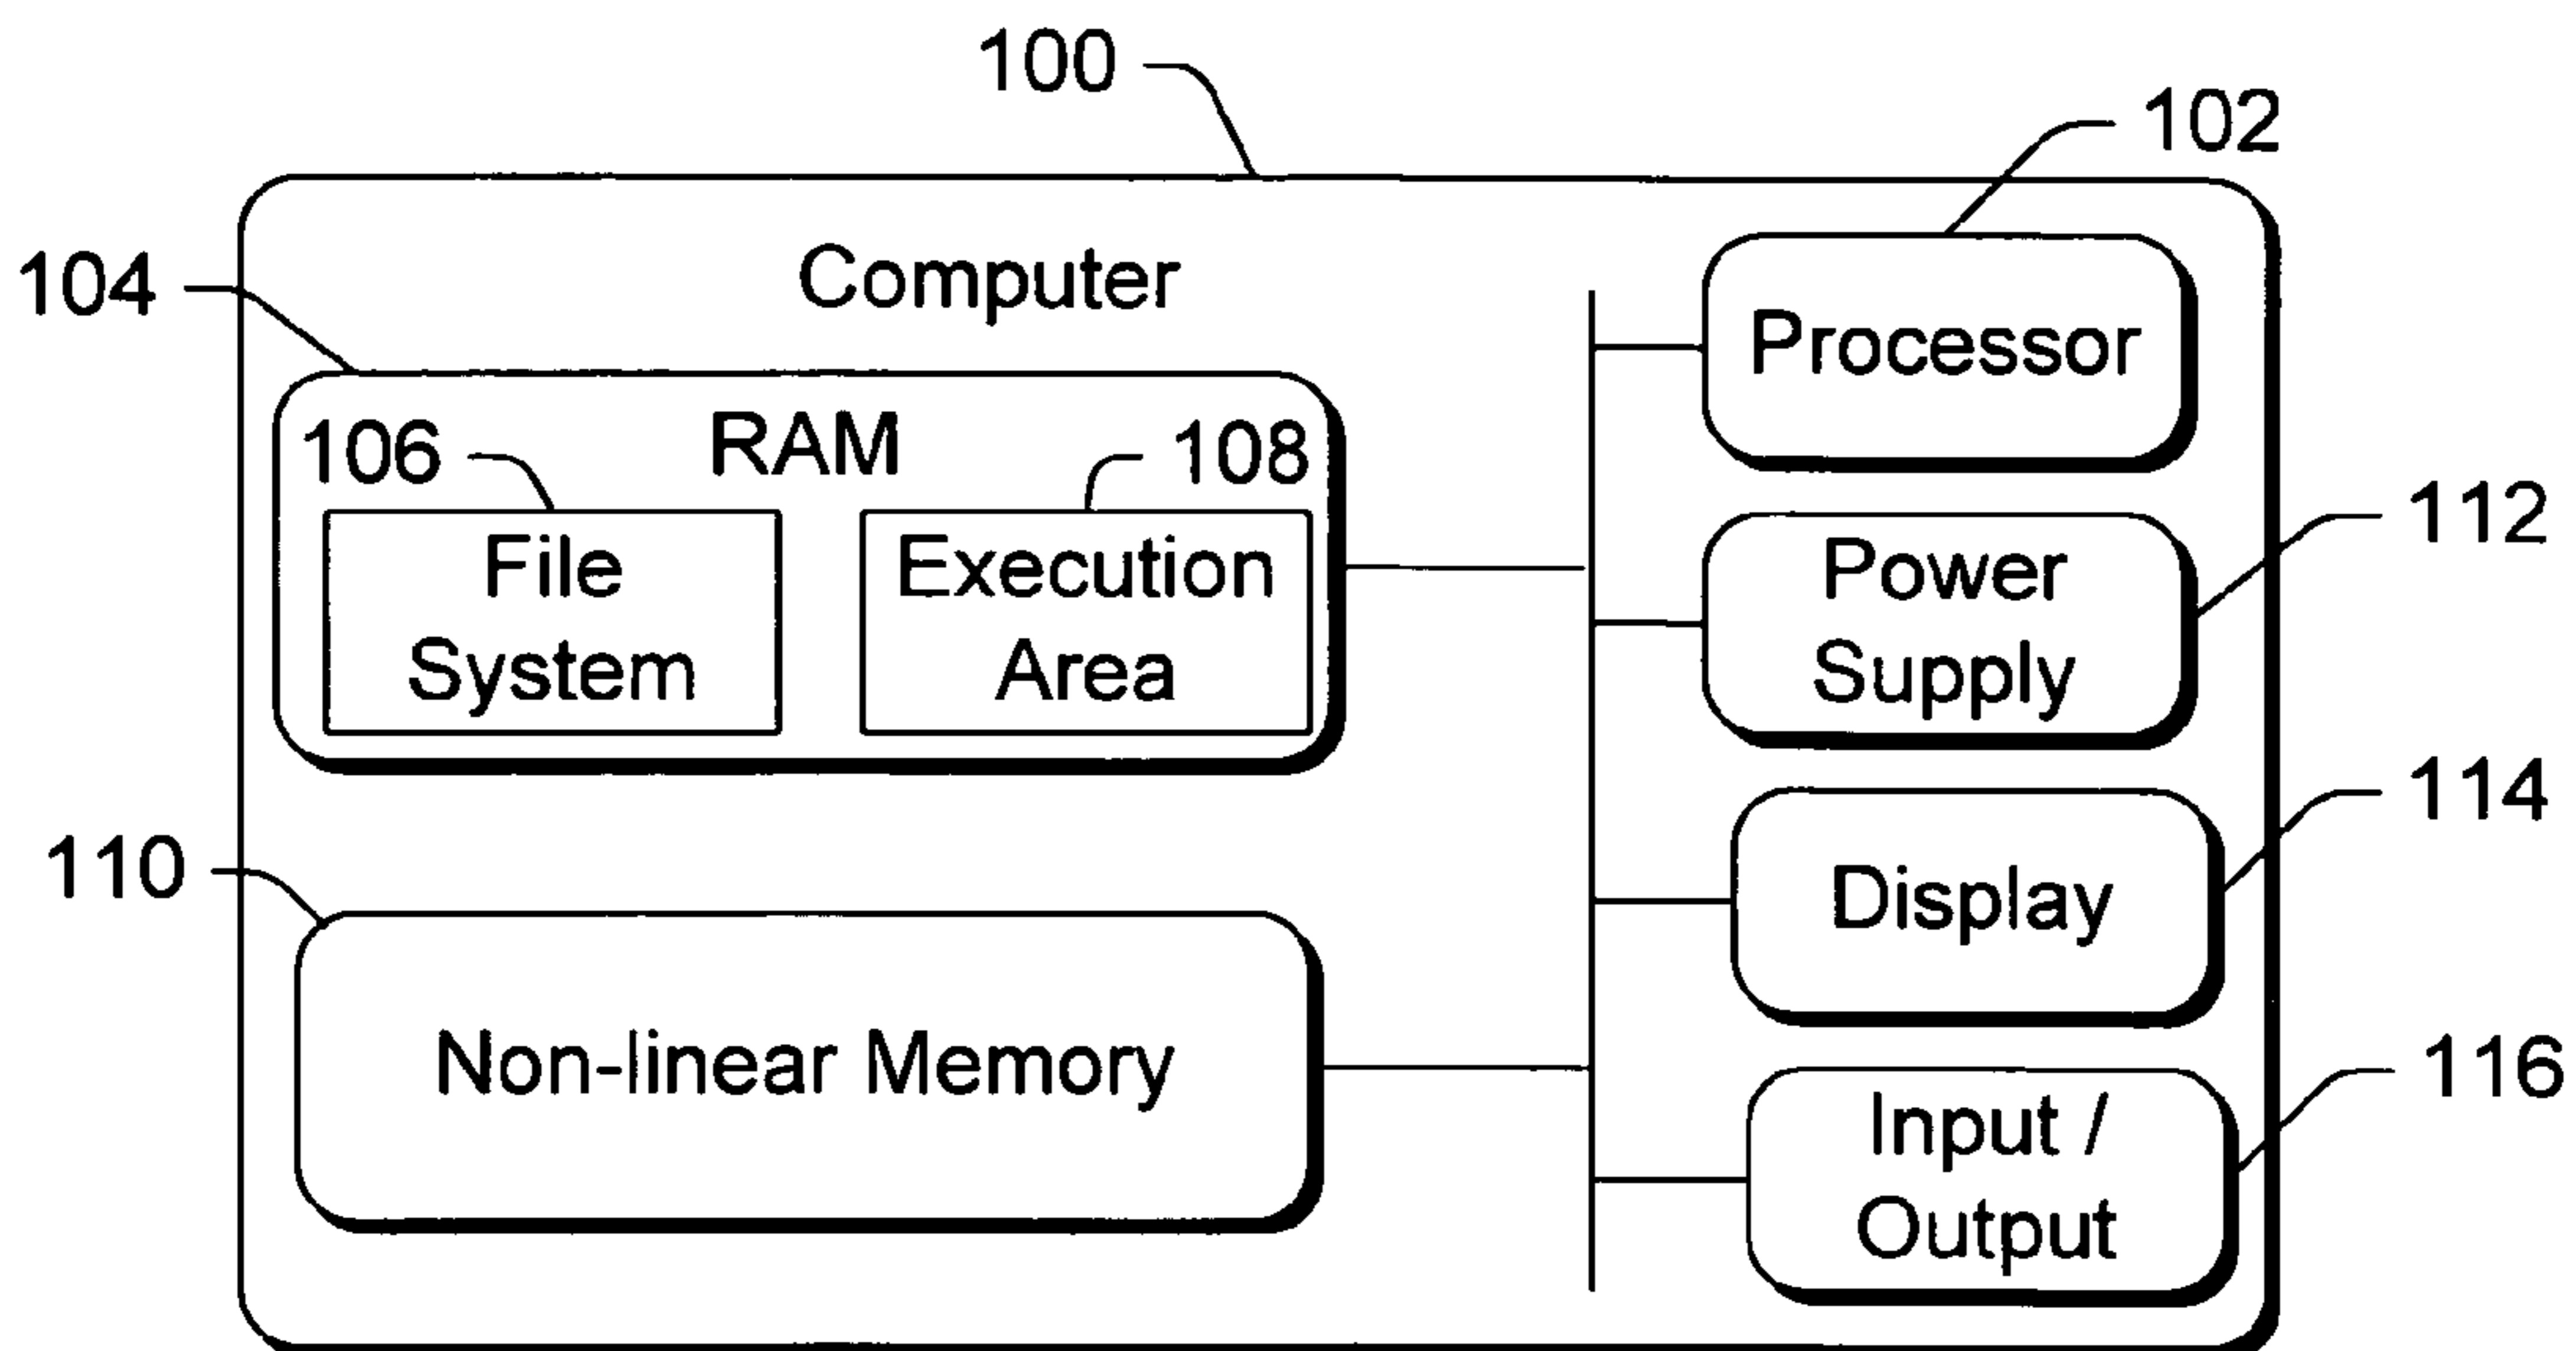 100
102
Computer
104
Processor
RAM
106
108
File
System
Execution
Area
Power
Supply
112
114
Display
110
Non-linear Memory
Input /
Output
116